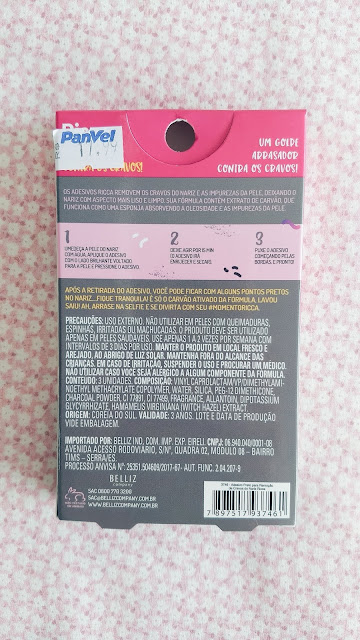 PanVel
11,49
UM GOLPE
ABRASADOR
CONTRA OS CRAVOS!
OS ADESIVOS RICCA REMOVEM OS CRAVOS DO NARIZ E AS IMPUREZAS DA PELE, DEIXANDO O
NARIZ COM ASPECTO MAIS LISO E LIMPO. SUA FÓRMULA CONTÉM EXTRATO DE CARVÃO, QUE
FUNCIONA COMO UMA ESPONJA ABSORVENDO A OLEOSIDADE E AS IMPUREZAS DA PELE.
1
UMEDEÇA A PELE DO NARIZ
COM ÁGUA, APLIQUE O ADESIVO
COM O LADO BRILHANTE VOLTADO
PARA A PELE E PRESSIONE O ADESIVO.
2
DEIXE AGIR POR 15 MIN
(O ADESIVO IRÁ
ENRIJECER E SECAR).
3
PUXE O ADESIVO
COMEÇANDO PELAS
BORDAS, E PRONTO!
APÓS A RETIRADA DO ADESIVO, VOCÊ PODE FICAR COM ALGUNS PONTOS PRETOS
NO NARIZ... FIQUE TRANQUILA! É SÓ O CARVÃO ATIVADO DA FÓRMULA, LAVOU
SAIU! AH, ARRASE NA SELFIE E SE DIVIRTA COM SEU #MOMENTORICCA.
PRECAUÇÕES: USO EXTERNO. NÃO UTILIZAR EM PELES COM QUEIMADURAS,
ESPINHAS, IRRITADAS OU MACHUCADAS. O PRODUTO DEVE SER UTILIZADO
APENAS EM PELES SAUDÁVEIS. USE APENAS 1 A 2 VEZES POR SEMANA COM
INTERVALOS DE 3 DIAS POR USO. MANTER O PRODUTO EM LOCAL FRESCO E
AREJADO, AO ABRIGO DE LUZ SOLAR. MANTENHA FORA DO ALCANCE DAS
CRIANÇAS. EM CASO DE IRRITAÇÃO, SUSPENDER O USO E PROCURAR UM MÉDICO.
NÃO UTILIZAR CASO VOCÊ SEJA ALÉRGICO A ALGUM COMPONENTE DA FÓRMULA.
CONTEÚDO: 3 UNIDADES. COMPOSIÇÃO: VINYL CAPROLACTAM/VP/DIMETHYLAMI-
NOETHYL METHACRYLATE COPOLYMER, WATER, SILICA, PEG-12 DIMETHICONE,
CHARCOAL POWDER, CI 77891, CI 77499, FRAGRANCE, ALLANTOIN, DIPOTASSIUM
GLYCYRRHIZATE, HAMAMELIS VIRGINIANA (WITCH HAZEL) EXTRACT.
ORIGEM: COREIA DO SUL. VALIDADE: 3 ANOS. LOTE E DATA DE PRODUÇÃO
VIDE EMBALAGEM.
IMPORTADO POR: BELLIZ IND, COM, IMP. EXP. EIRELI, CNPJ: 06.940.040/0001-08
AVENIDA ACESSO RODOVIÁRIO, S/Nº, QUADRA 02, MÓDULO 08 – BAIRRO
TIMS – SERRA/ES.
PROCESSO ANVISA Nº: 25351.504609/2017-67- AUT. FUNC. 2.04.207-9
BELLIZ
COMPANY
SAC 0800 770 3200
SAC@BELLIZCOMPANY.COM.BR
WWW.BELLIZCOMPANY.COM.BR
7 897517 937461